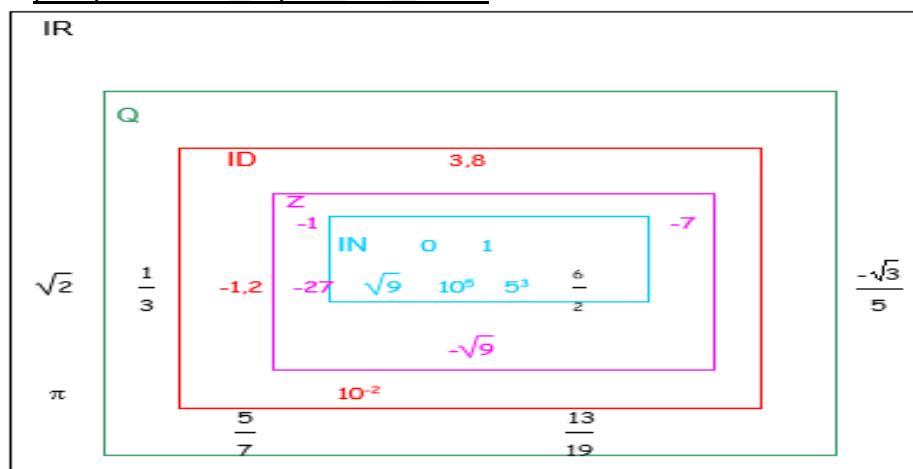 IR
Q
ID 3,8
Z
-1 -7
IN 0 1
√2 1/3 -1,2 -27 √9 10⁵ 5³ 6/2 -√3/5
-√9
π 10⁻²
5/7 13/19